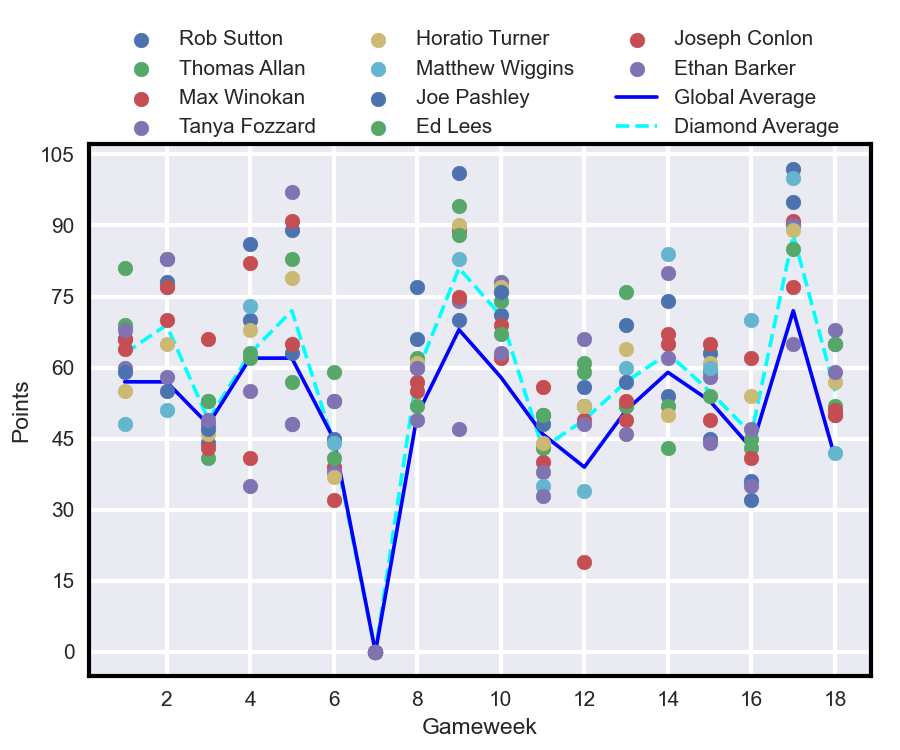 Rob Sutton Horatio Turner Joseph Conlon
Thomas Allan Matthew Wiggins Ethan Barker
Max Winokan Joe Pashley Global Average
Tanya Fozzard Ed Lees Diamond Average
105
90
75
60
45
30
15
0
Points
2 4 6 8 10 12 14 16 18
Gameweek